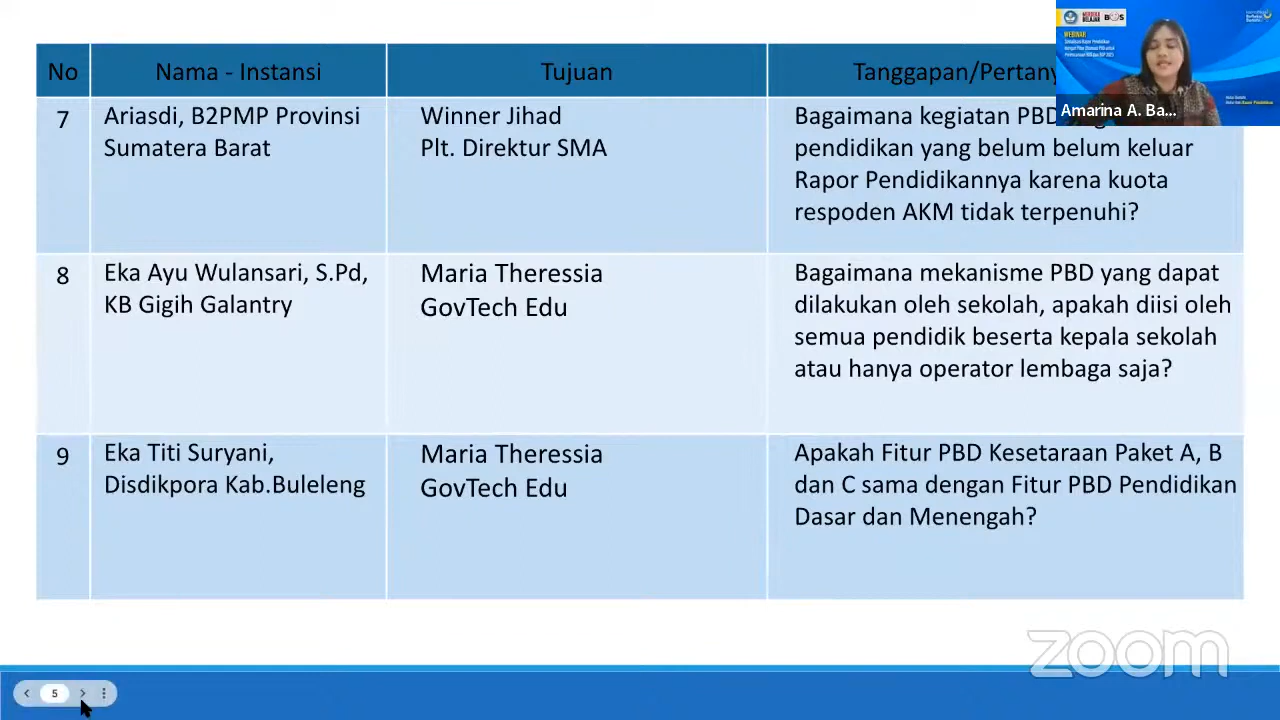 No
Nama - Instansi
Tujuan
Tanggapan/Pertany
7
Ariasdi, B2PMP Provinsi
Sumatera Barat
Winner Jihad
Plt. Direktur SMA
Bagaimana kegiatan PBD
pendidikan yang belum belum keluar
Rapor Pendidikannya karena kuota
respoden AKM tidak terpenuhi?
8
Eka Ayu Wulansari, S.Pd,
KB Gigih Galantry
Maria Theressia
GovTech Edu
Bagaimana mekanisme PBD yang dapat
dilakukan oleh sekolah, apakah diisi oleh
semua pendidik beserta kepala sekolah
atau hanya operator lembaga saja?
9
Eka Titi Suryani,
Disdikpora Kab.Buleleng
Maria Theressia
GovTech Edu
Apakah Fitur PBD Kesetaraan Paket A, B
dan C sama dengan Fitur PBD Pendidikan
Dasar dan Menengah?
MERDEKA
BELAJAR
WEBINAR
Amarina A. Ba...
zoom
5